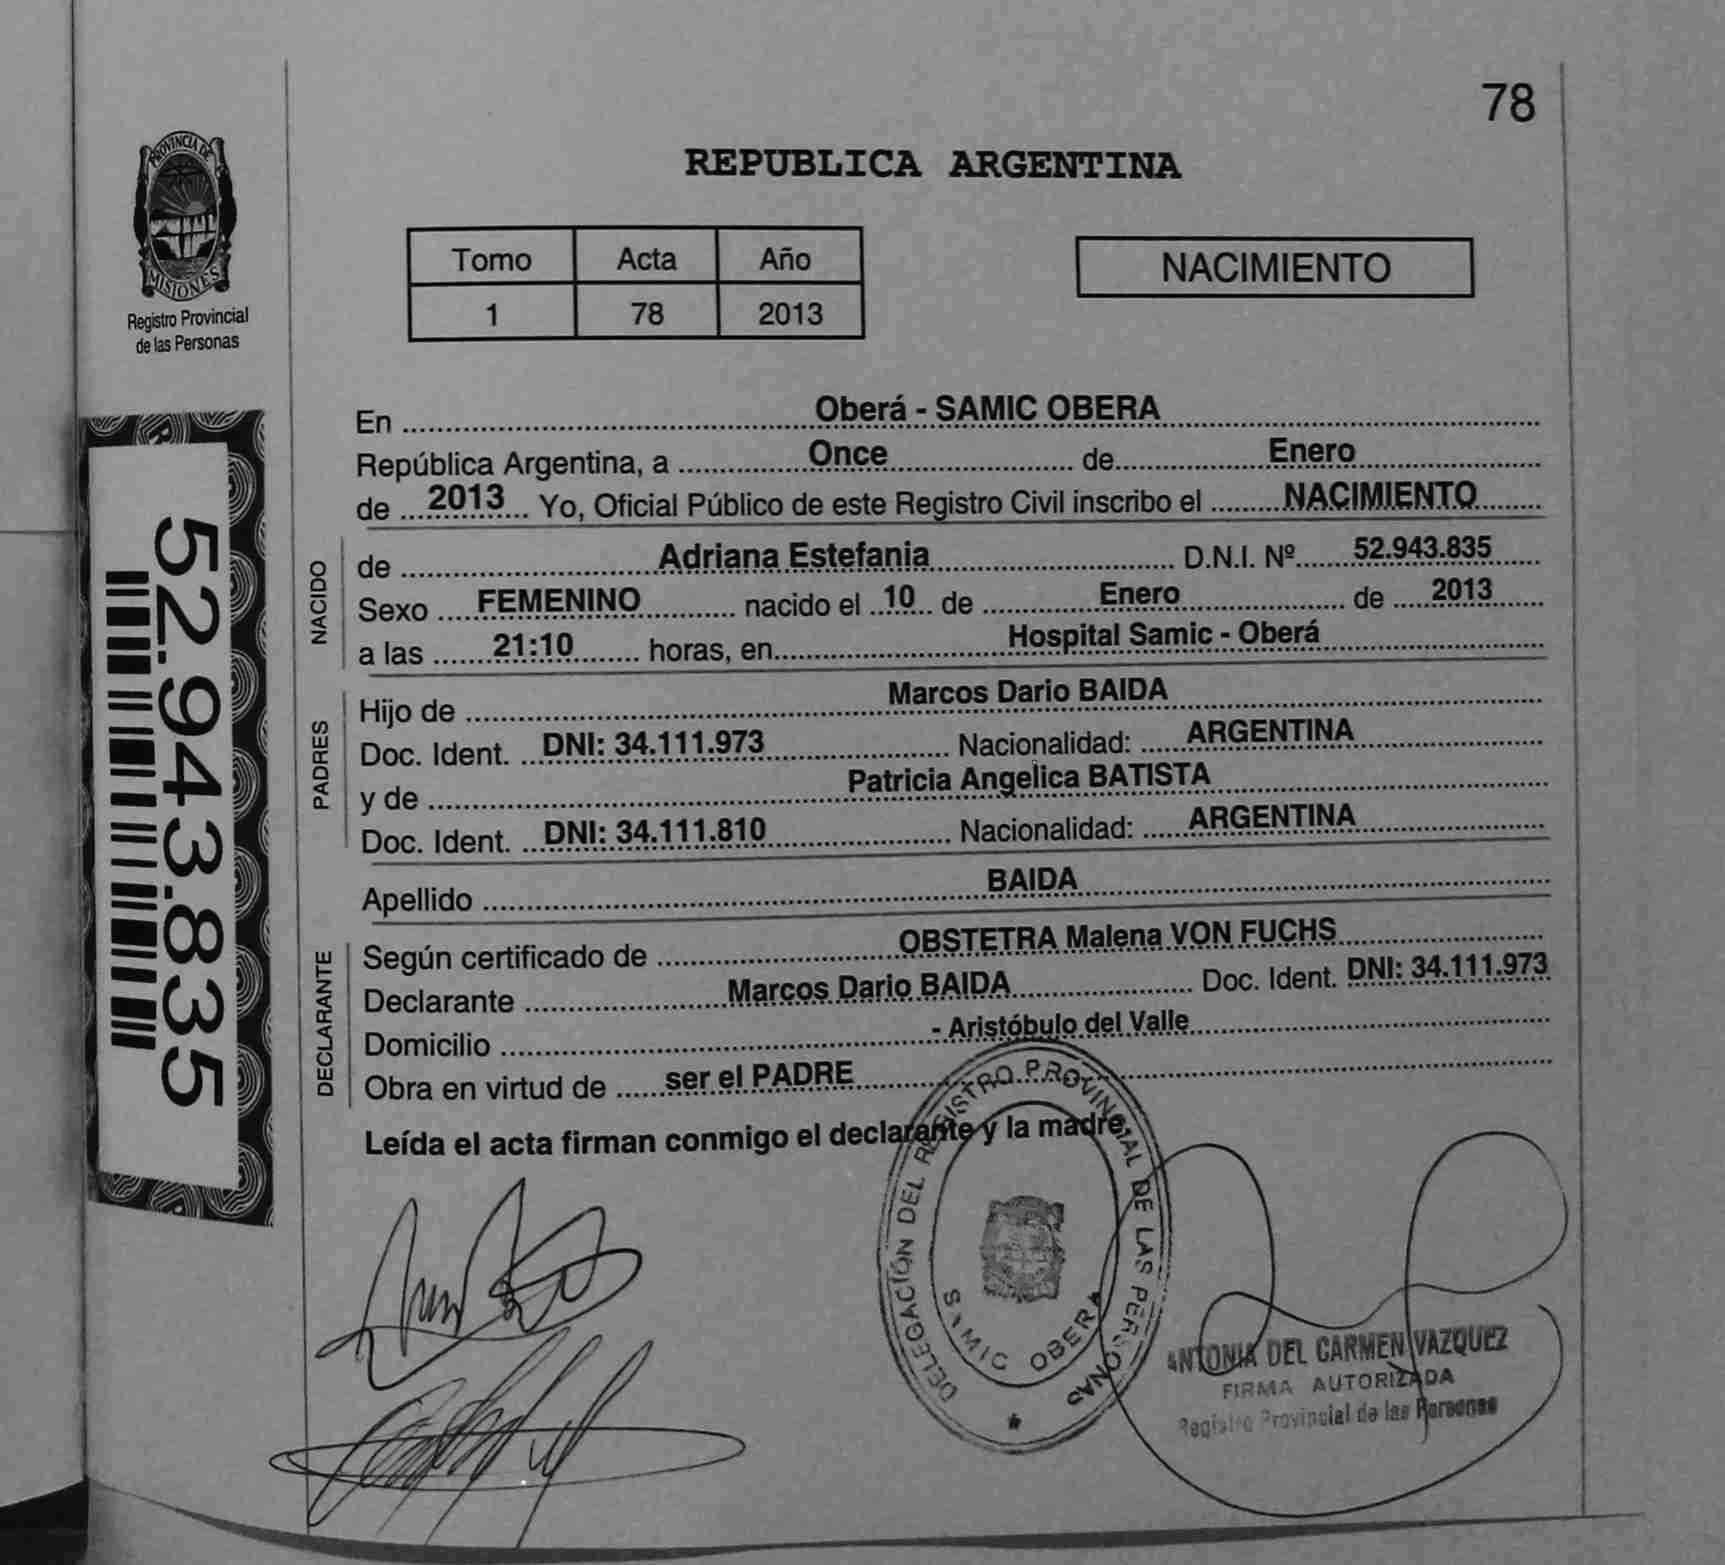 78
PROVINCIA DE
MISIONES
Registro Provincial
de las Personas
REPUBLICA ARGENTINA
Tomo Acta Año
1 78 2013
NACIMIENTO
En Oberá - SAMIC OBERA
República Argentina, a Once de Enero
de 2013 Yo, Oficial Público de este Registro Civil inscribo el NACIMIENTO
NACIDO
de Adriana Estefania D.N.I. Nº 52.943.835
Sexo FEMENINO nacido el 10 de Enero de 2013
a las 21:10 horas, en Hospital Samic - Oberá
PADRES
Hijo de Marcos Dario BAIDA
Doc. Ident. DNI: 34.111.973 Nacionalidad: ARGENTINA
y de Patricia Angelica BATISTA
Doc. Ident. DNI: 34.111.810 Nacionalidad: ARGENTINA
Apellido BAIDA
DECLARANTE
Según certificado de OBSTETRA Malena VON FUCHS
Declarante Marcos Dario BAIDA Doc. Ident. DNI: 34.111.973
Domicilio - Aristóbulo del Valle
Obra en virtud de ser el PADRE
Leída el acta firman conmigo el declarante y la madre.
52.943.835
DELEGACIÓN DEL REGISTRO PROVINCIAL DE LAS PERSONAS
SAMIC OBERA
ANTONIA DEL CARMEN VAZQUEZ
FIRMA AUTORIZADA
Registro Provincial de las Personas